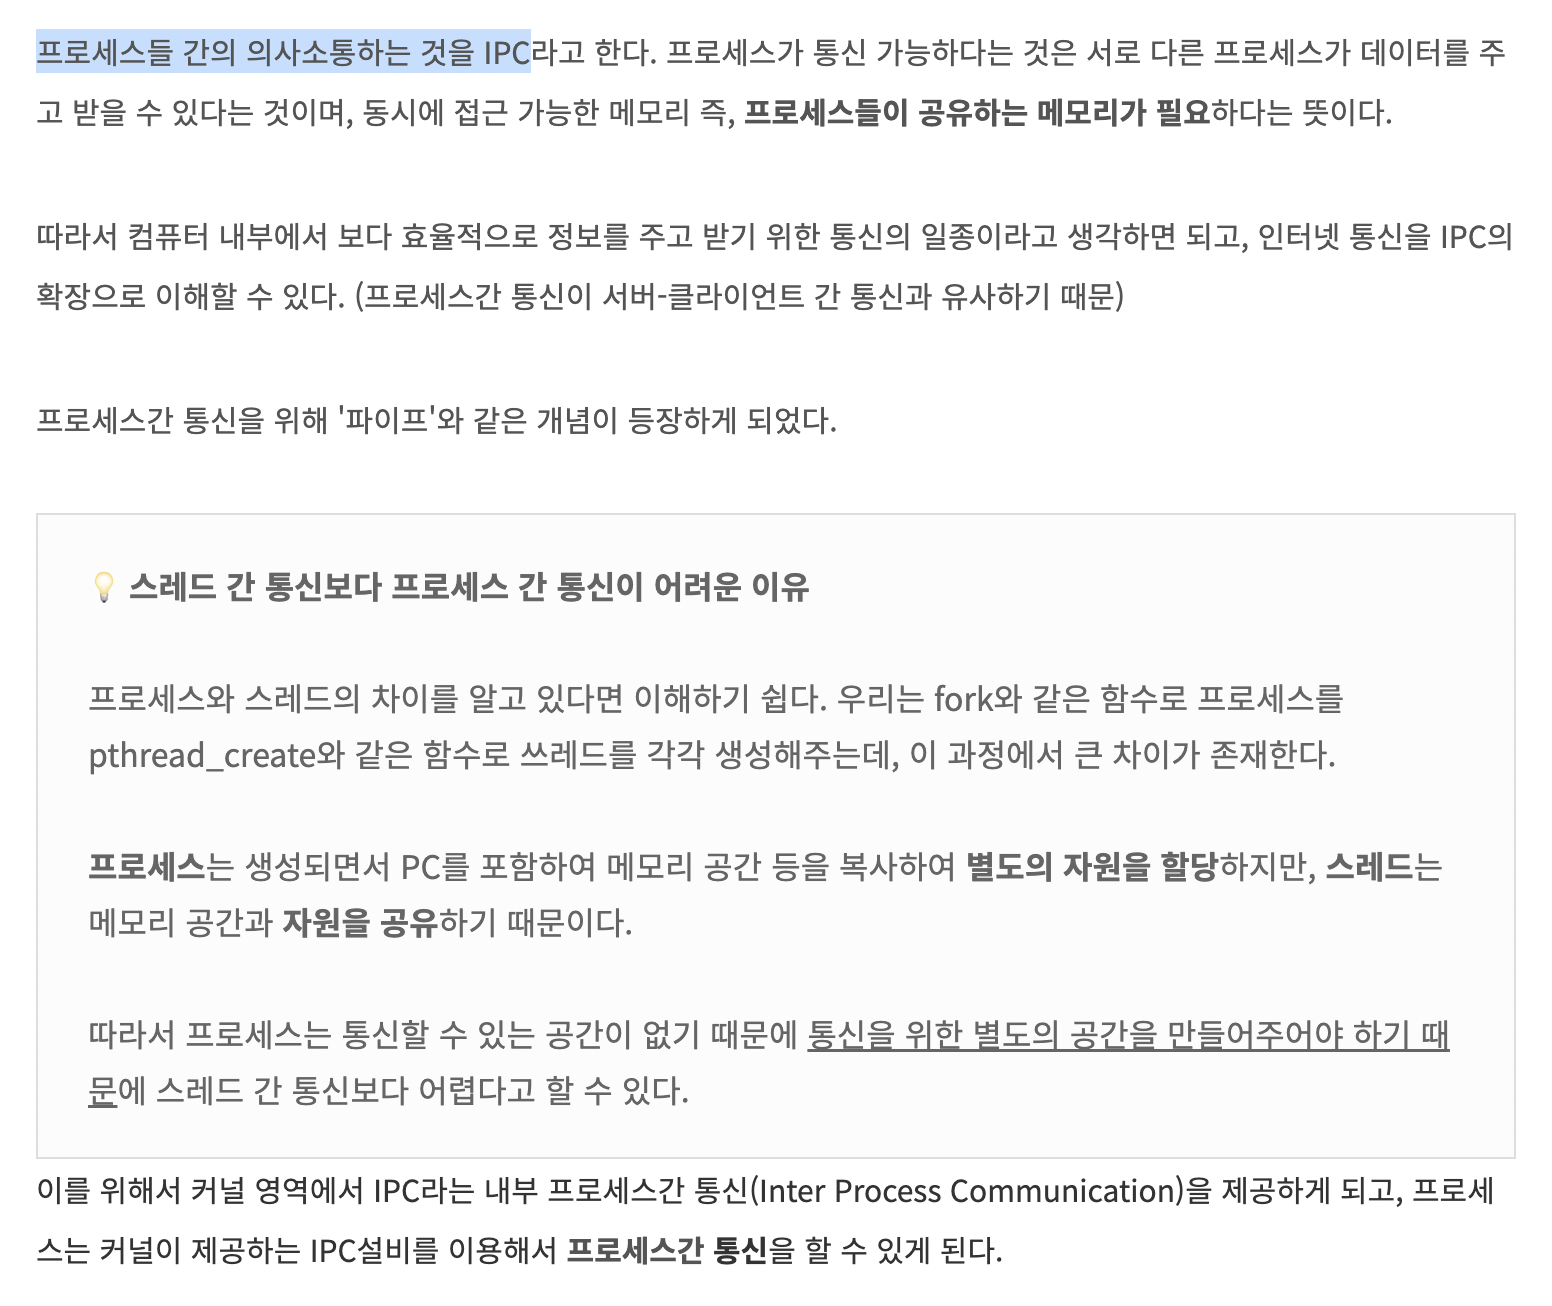 프로세스들 간의 의사소통하는 것을 IPC라고 한다. 프로세스가 통신 가능하다는 것은 서로 다른 프로세스가 데이터를 주
고 받을 수 있다는 것이며, 동시에 접근 가능한 메모리 즉, 프로세스들이 공유하는 메모리가 필요하다는 뜻이다.
따라서 컴퓨터 내부에서 보다 효율적으로 정보를 주고 받기 위한 통신의 일종이라고 생각하면 되고, 인터넷 통신을 IPC의
확장으로 이해할 수 있다. (프로세스간 통신이 서버-클라이언트 간 통신과 유사하기 때문)
프로세스간 통신을 위해 '파이프'와 같은 개념이 등장하게 되었다.
💡 스레드 간 통신보다 프로세스 간 통신이 어려운 이유
프로세스와 스레드의 차이를 알고 있다면 이해하기 쉽다. 우리는 fork와 같은 함수로 프로세스를
pthread_create와 같은 함수로 쓰레드를 각각 생성해주는데, 이 과정에서 큰 차이가 존재한다.
프로세스는 생성되면서 PC를 포함하여 메모리 공간 등을 복사하여 별도의 자원을 할당하지만, 스레드는
메모리 공간과 자원을 공유하기 때문이다.
따라서 프로세스는 통신할 수 있는 공간이 없기 때문에 통신을 위한 별도의 공간을 만들어주어야 하기 때
문에 스레드 간 통신보다 어렵다고 할 수 있다.
이를 위해서 커널 영역에서 IPC라는 내부 프로세스간 통신(Inter Process Communication)을 제공하게 되고, 프로세
스는 커널이 제공하는 IPC설비를 이용해서 프로세스간 통신을 할 수 있게 된다.